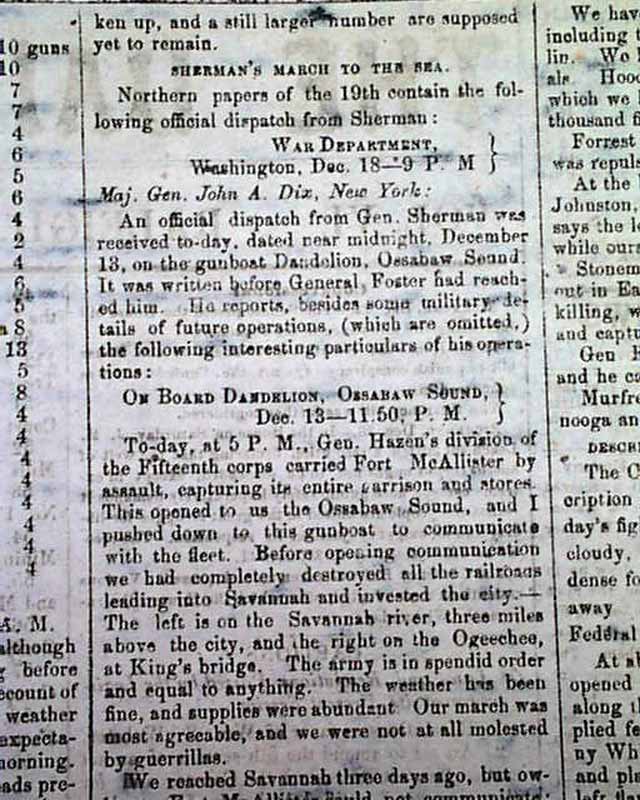 10 guns
10
7
7
4
6
5
6
4
2
4
6
5
8
13
5
8
4
4
4
4
4
4
4
4
A. M.
although
before
account of
weather
expecta-
morning.
pre-
ken up, and a still larger number are supposed
yet to remain.
SHERMAN'S MARCH TO THE SEA.
Northern papers of the 19th contain the fol-
lowing official dispatch from Sherman:
WAR DEPARTMENT,
Washington, Dec. 18—9 P. M
Maj. Gen. John A. Dix, New York:
An official dispatch from Gen. Sherman was
received to-day, dated near midnight, December
13, on the gunboat Dandelion, Ossabaw Sound.
It was written before General Foster had reach-
ed him. He reports, besides some military de-
tails of future operations, (which are omitted,)
the following interesting particulars of his opera-
tions:
ON BOARD DANDELION, OSSABAW SOUND,
Dec. 13—11.50 P. M.
To-day, at 5 P. M., Gen. Hazen's division of
the Fifteenth corps carried Fort McAllister by
assault, capturing its entire garrison and stores.
This opened to us the Ossabaw Sound, and I
pushed down to this gunboat to communicate
with the fleet. Before opening communication
we had completely destroyed all the railroads
leading into Savannah and invested the city.—
The left is on the Savannah river, three miles
above the city, and the right on the Ogeechee,
at King's bridge. The army is in spendid order
and equal to anything. The weather has been
fine, and supplies were abundant Our march was
most agreeable, and we were not at all molested
by guerrillas.
We reached Savannah three days ago, but ow-
Fort McAllister could not communicate
We have
including t
lin. We
als. Hood
which we h
thousand fi
Forrest
was repuls
At the
Johnston,
says the le
while ours
Stonem
out in Ea
killing, w
and captu
Gen
and he ca
Murfre
nooga an
DESCR
The C
cription
day's fig
cloudy,
dense fo
away
Federal
At ab
opened
along th
plied fe
ny Wh
and pla
left flan